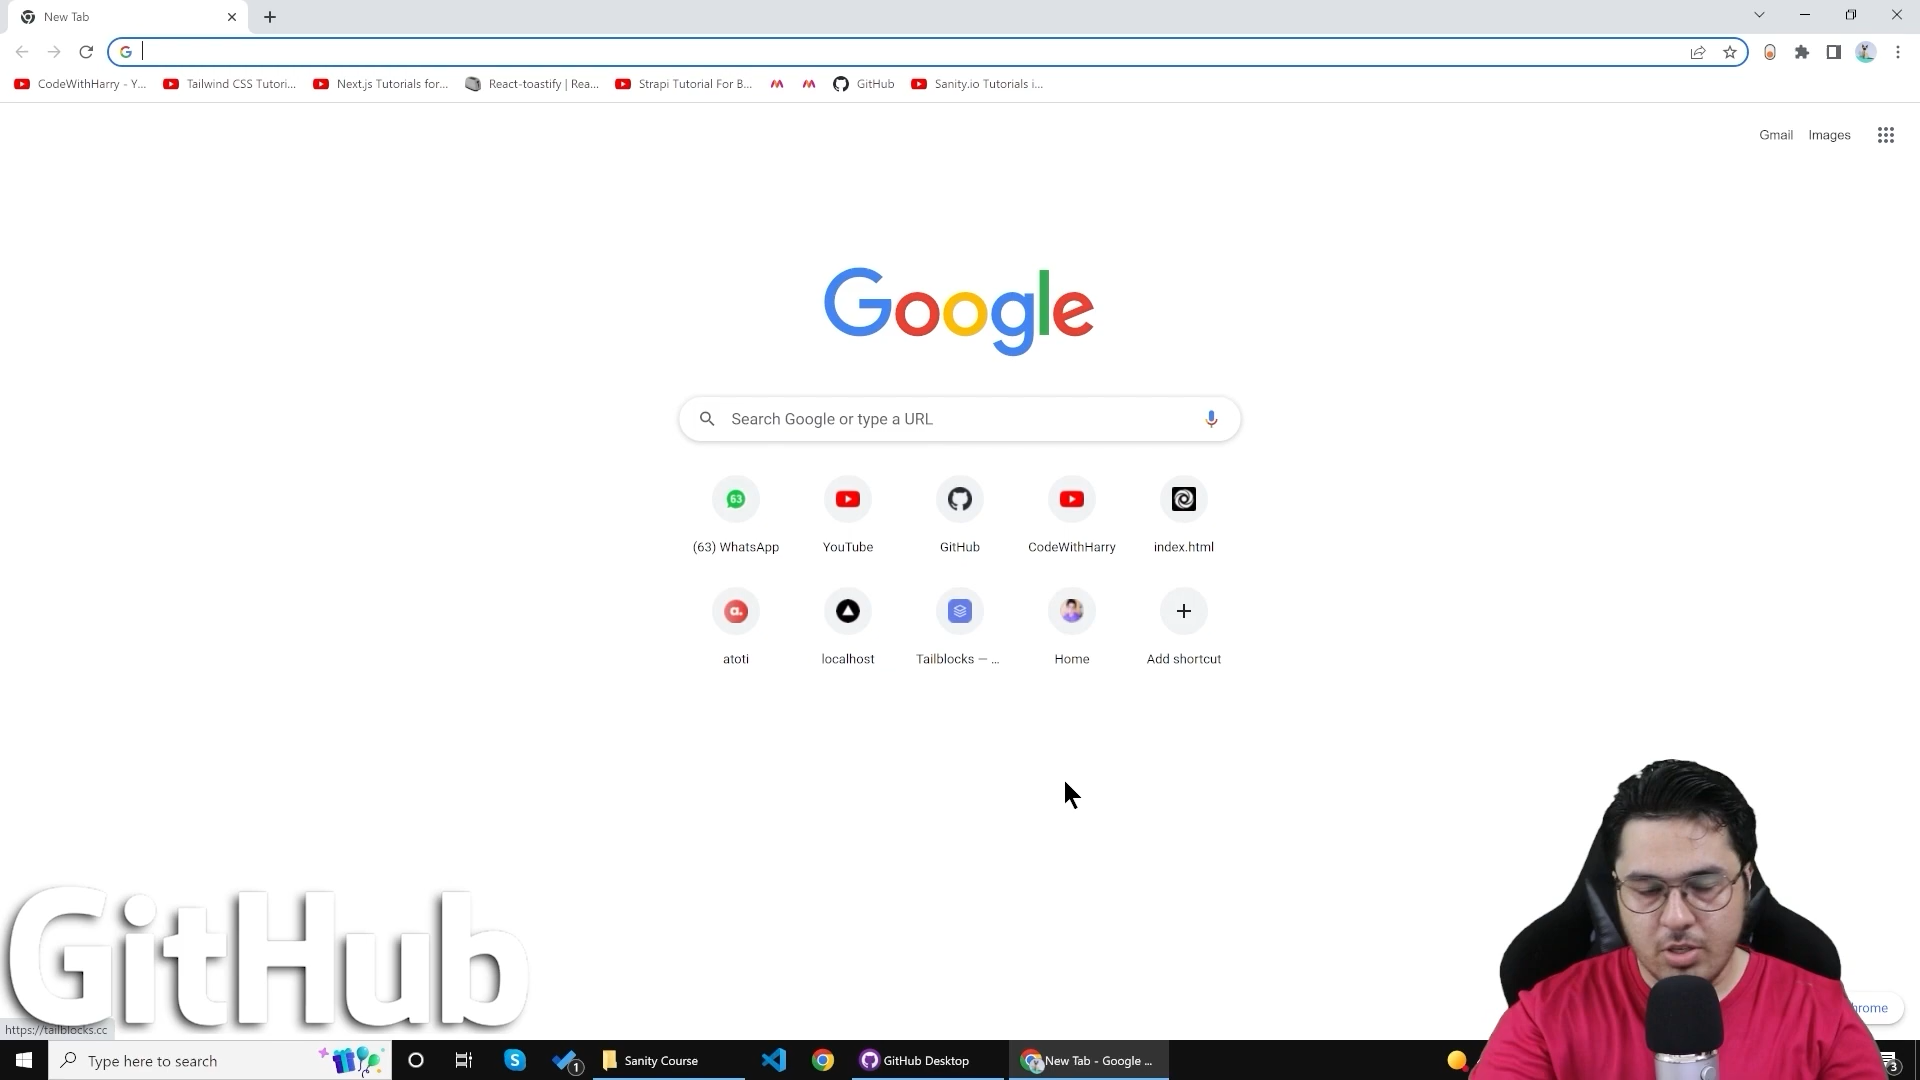 New Tab
CodeWithHarry - Y...
Tailwind CSS Tutori...
Next.js Tutorials for...
React-toastify | Rea...
Strapi Tutorial For B...
GitHub
Sanity.io Tutorials i...
Gmail
Images
Google
Search Google or type a URL
63
(63) WhatsApp
YouTube
GitHub
CodeWithHarry
index.html
a.
atoti
localhost
Tailblocks — ...
Home
Add shortcut
GitHub
hrome
https://tailblocks.cc
Type here to search
1
Sanity Course
GitHub Desktop
New Tab - Google ...
3